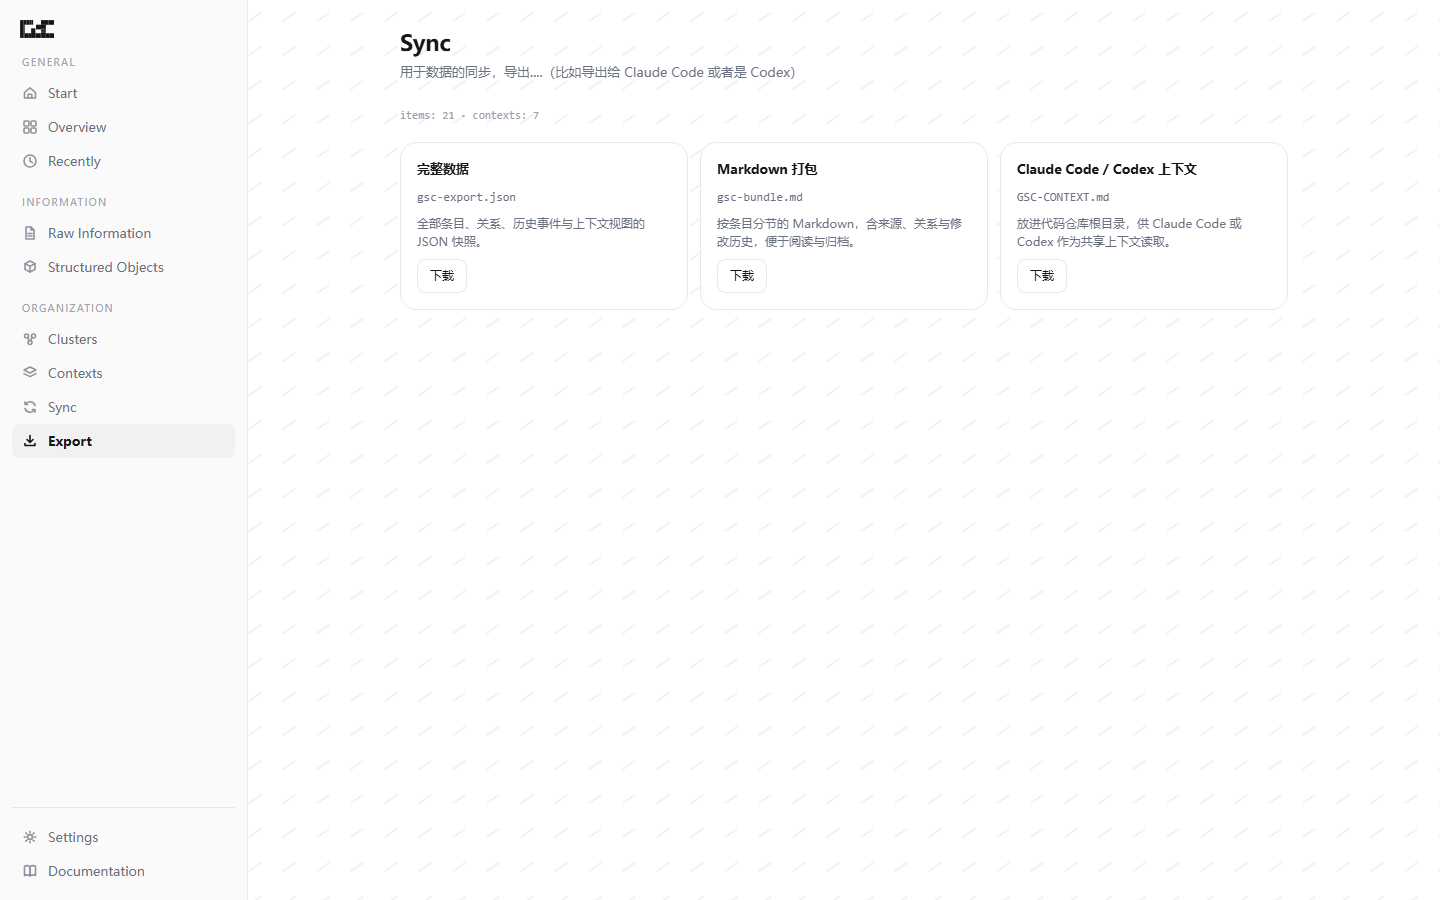 GSC
GENERAL
Start
Overview
Recently
INFORMATION
Raw Information
Structured Objects
ORGANIZATION
Clusters
Contexts
Sync
Export
Settings
Documentation
Sync
用于数据的同步，导出....（比如导出给 Claude Code 或者是 Codex）
items: 21 • contexts: 7
完整数据
gsc-export.json
全部条目、关系、历史事件与上下文视图的
JSON 快照。
下载
Markdown 打包
gsc-bundle.md
按条目分节的 Markdown，含来源、关系与修
改历史，便于阅读与归档。
下载
Claude Code / Codex 上下文
GSC-CONTEXT.md
放进代码仓库根目录，供 Claude Code 或
Codex 作为共享上下文读取。
下载